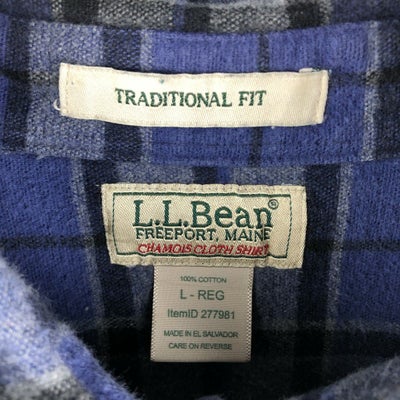 TRADITIONAL FIT
L.L.Bean®
FREEPORT, MAINE
CHAMOIS CLOTH SHIRT
100% COTTON
L - REG
ItemID 277981
MADE IN EL SALVADOR
CARE ON REVERSE